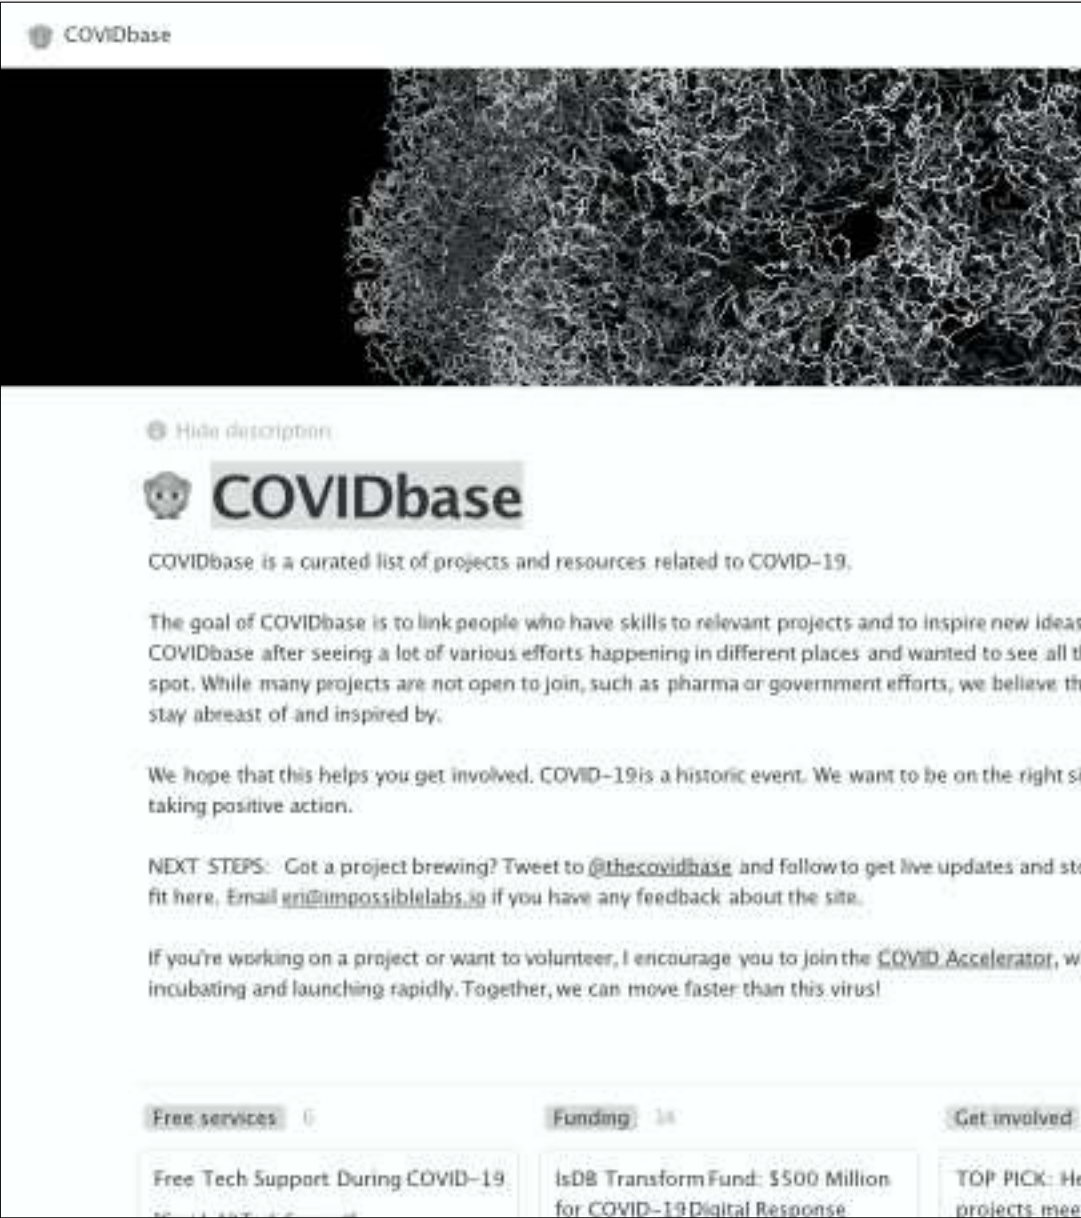 COVIDbase
Hide description
COVIDbase
COVIDbase is a curated list of projects and resources related to COVID-19.
The goal of COVIDbase is to link people who have skills to relevant projects and to inspire new ideas
COVIDbase after seeing a lot of various efforts happening in different places and wanted to see all th
spot. While many projects are not open to join, such as pharma or government efforts, we believe th
stay abreast of and inspired by.
We hope that this helps you get involved. COVID-19 is a historic event. We want to be on the right si
taking positive action.
NEXT STEPS: Got a project brewing? Tweet to @thecovidbase and follow to get live updates and sto
fit here. Email eri@impossiblelabs.io if you have any feedback about the site.
If you're working on a project or want to volunteer, I encourage you to join the COVID Accelerator, w
incubating and launching rapidly. Together, we can move faster than this virus!
Free services 6 Funding 14 Get involved
Free Tech Support During COVID-19 IsDB Transform Fund: $500 Million TOP PICK: He
for COVID-19 Digital Response projects mee